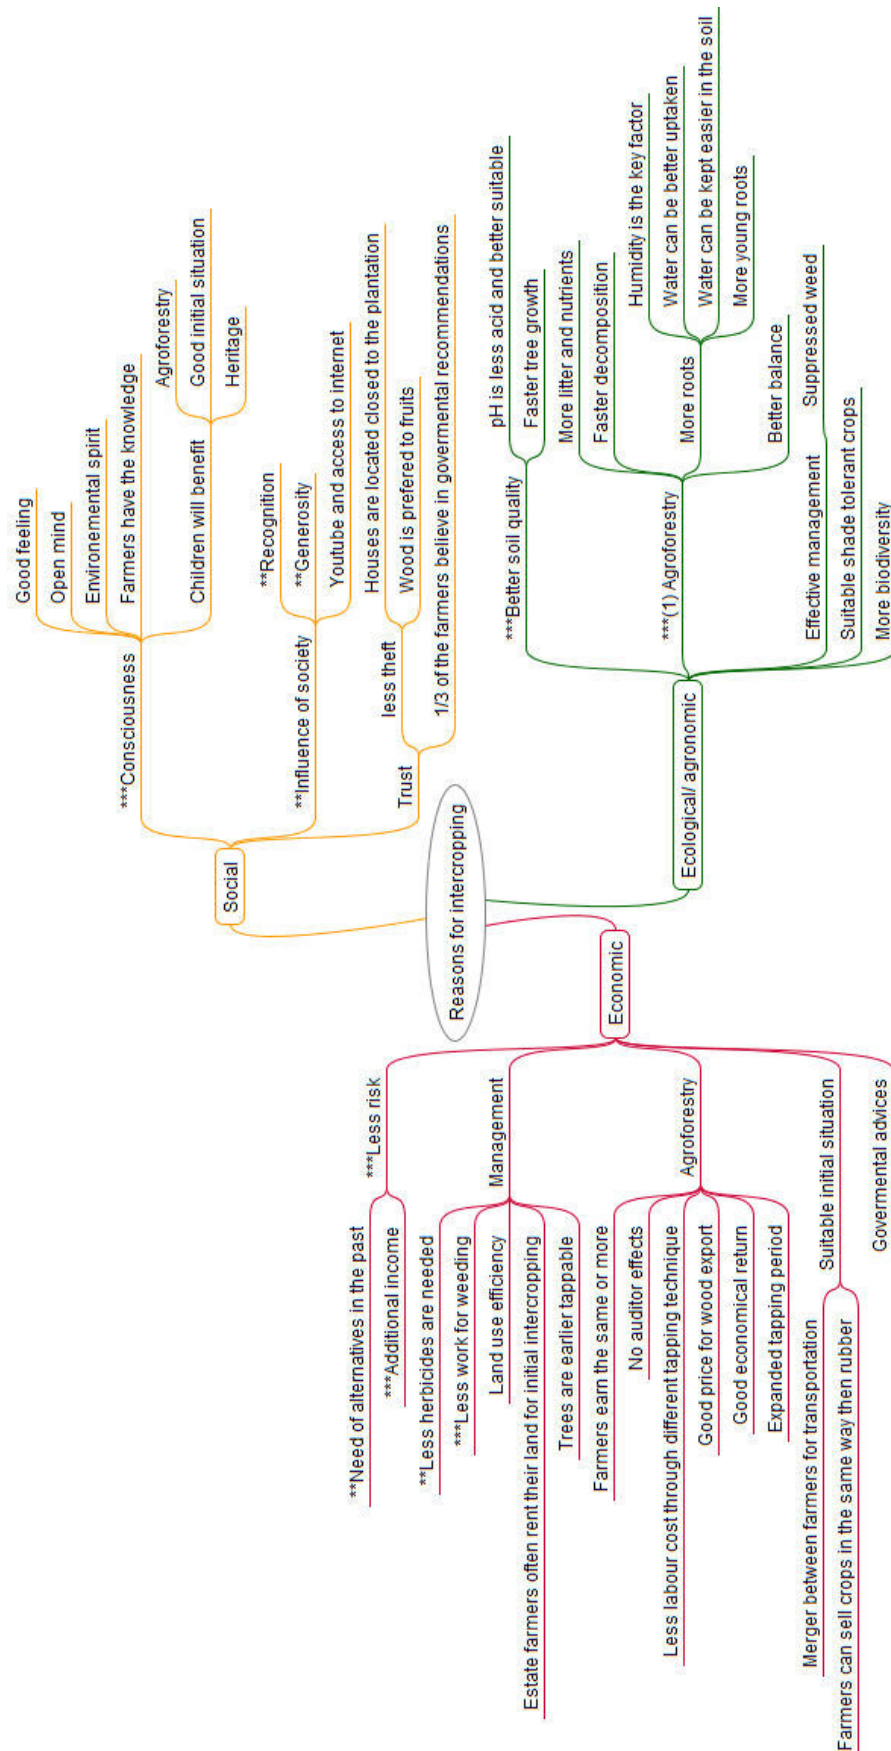 Reasons for intercropping
Social
***Consciousness
Good feeling
Open mind
Environemental spirit
Farmers have the knowledge
Children will benefit
Agroforestry
Good initial situation
Heritage
**Influence of society
**Recognition
**Generosity
Youtube and access to internet
Trust
less theft
Houses are located closed to the plantation
Wood is prefered to fruits
1/3 of the farmers believe in govermental recommendations
Ecological/ agronomic
***Better soil quality
pH is less acid and better suitable
Faster tree growth
***(1) Agroforestry
More litter and nutrients
Faster decomposition
More roots
Humidity is the key factor
Water can be better uptaken
Water can be kept easier in the soil
More young roots
Better balance
Effective management
Suppressed weed
Suitable shade tolerant crops
More biodiversity
Economic
***Less risk
**Need of alternatives in the past
***Additional income
Management
**Less herbicides are needed
***Less work for weeding
Land use efficiency
Estate farmers often rent their land for initial intercropping
Trees are earlier tappable
Agroforestry
Farmers earn the same or more
No auditor effects
Less labour cost through different tapping technique
Good price for wood export
Good economical return
Expanded tapping period
Suitable initial situation
Merger between farmers for transportation
Farmers can sell crops in the same way then rubber
Govermental advices